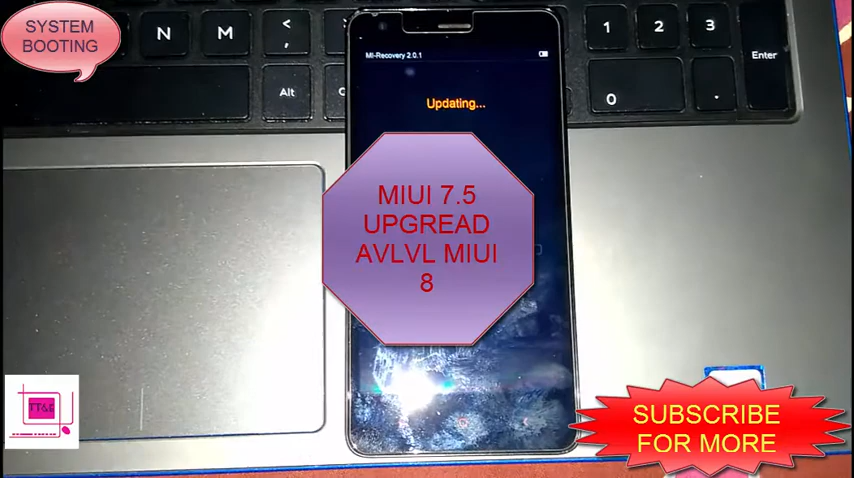 SYSTEM
BOOTING
N
M
<
,
1
2
3
Enter
Alt
0
.
MI-Recovery 2.0.1
Updating...
MIUI 7.5
UPGREAD
AVLVL MIUI
8
TT&G
SUBSCRIBE
FOR MORE